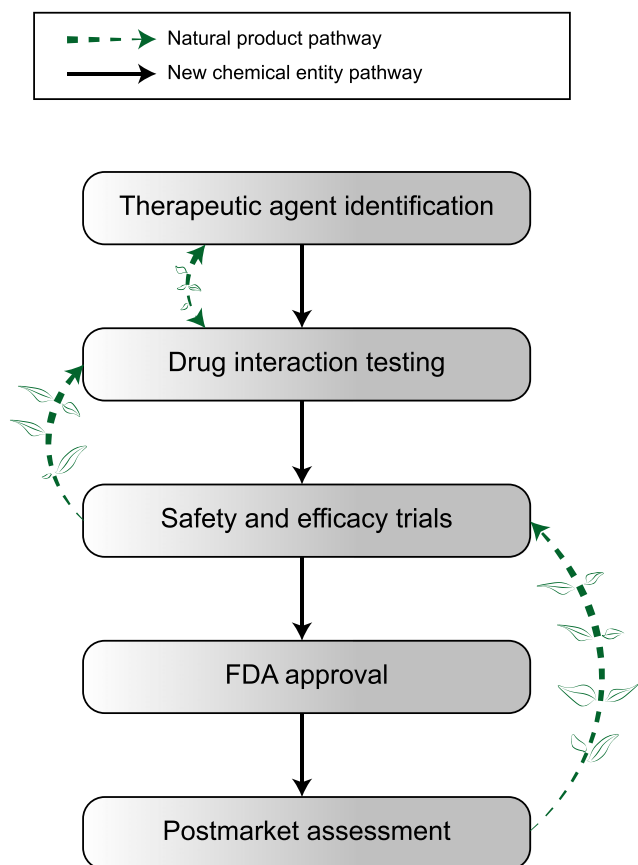 Natural product pathway
New chemical entity pathway
Therapeutic agent identification
Drug interaction testing
Safety and efficacy trials
FDA approval
Postmarket assessment